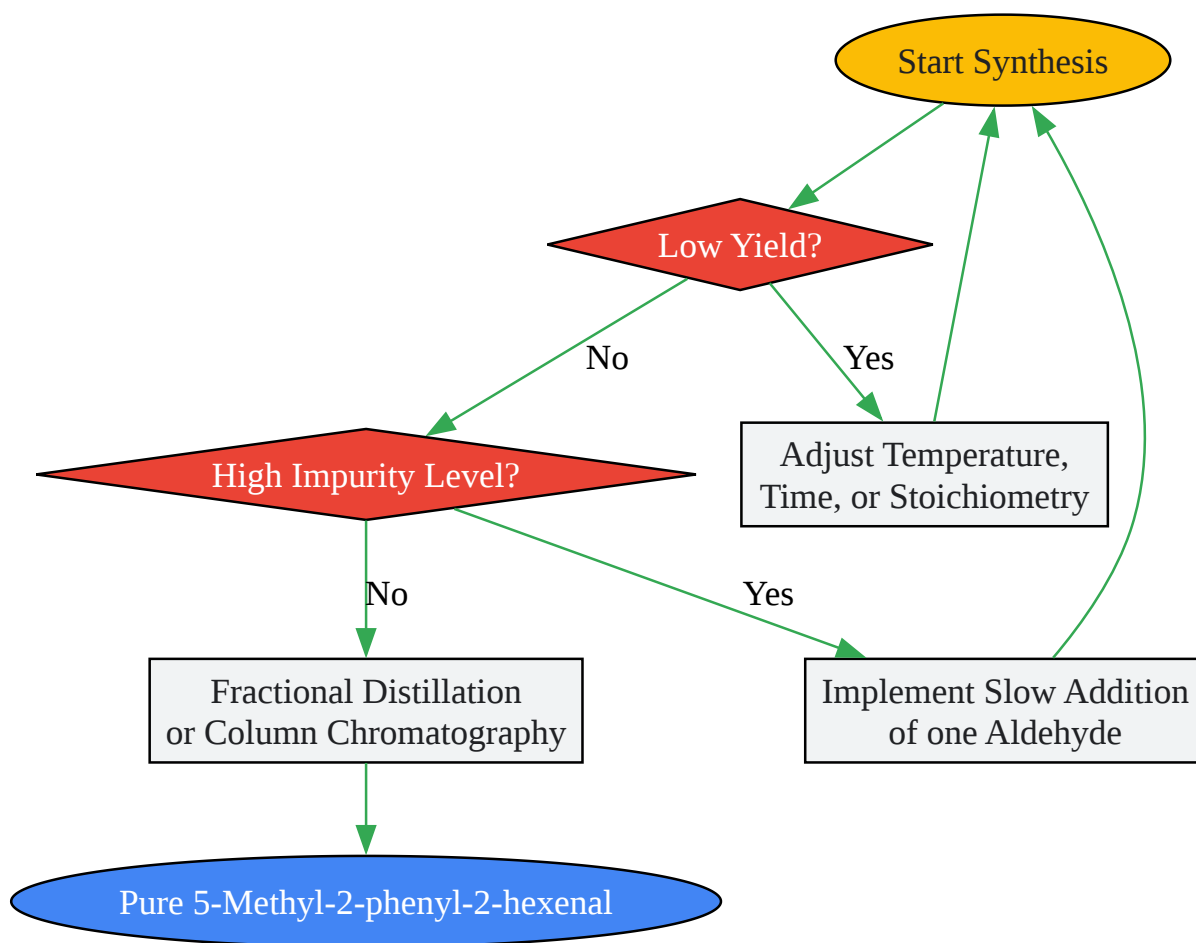 Start Synthesis
Low Yield?
No
Yes
Adjust Temperature,
Time, or Stoichiometry
High Impurity Level?
No
Yes
Fractional Distillation
or Column Chromatography
Implement Slow Addition
of one Aldehyde
Pure 5-Methyl-2-phenyl-2-hexenal